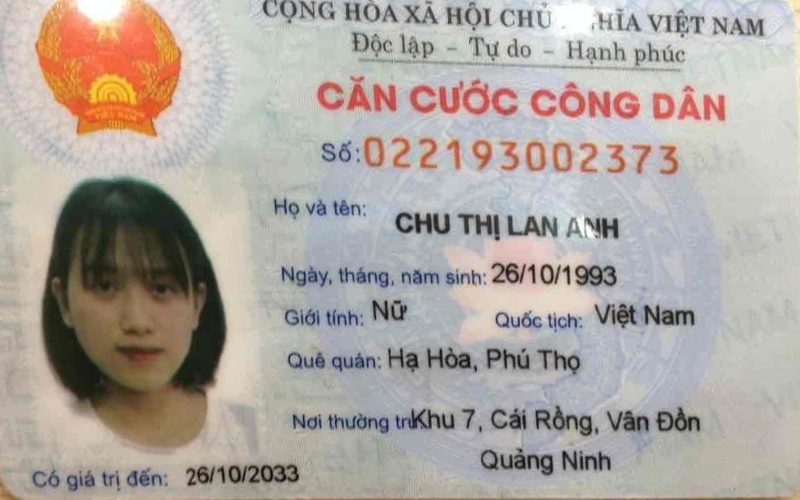 CỘNG HÒA XÃ HỘI CHỦ NGHĨA VIỆT NAM
Độc lập - Tự do - Hạnh phúc
CĂN CƯỚC CÔNG DÂN
Số: 022193002373
Họ và tên: CHU THỊ LAN ANH
Ngày, tháng, năm sinh: 26/10/1993
Giới tính: Nữ Quốc tịch: Việt Nam
Quê quán: Hạ Hòa, Phú Thọ
Nơi thường trú: Khu 7, Cái Rồng, Vân Đồn
Quảng Ninh
Có giá trị đến: 26/10/2033